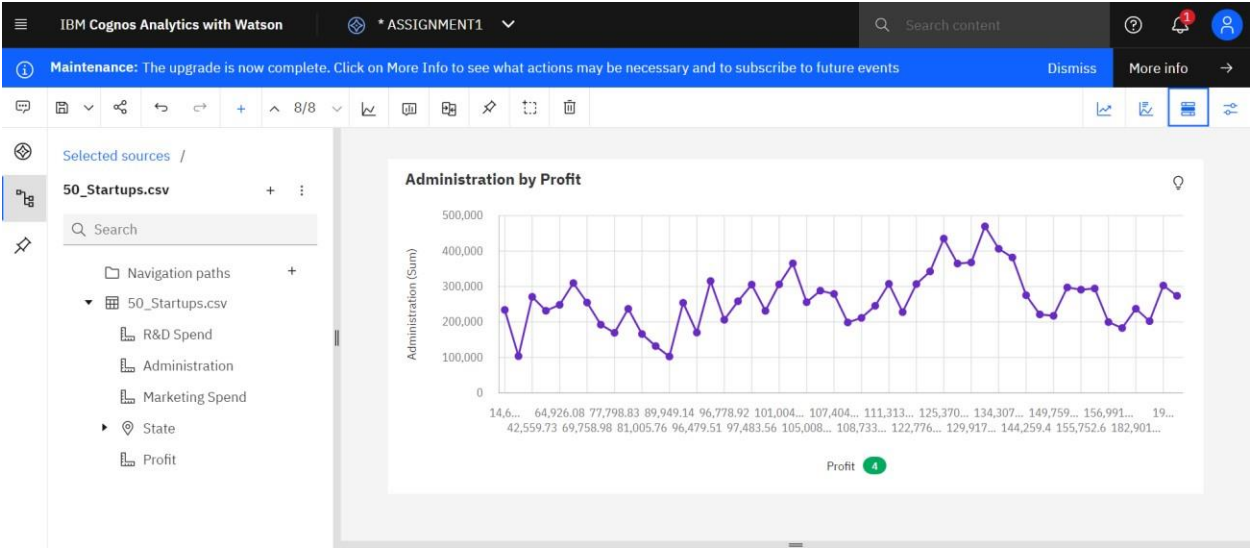 IBM Cognos Analytics with Watson
* ASSIGNMENT1
Search content
1
Maintenance: The upgrade is now complete. Click on More Info to see what actions may be necessary and to subscribe to future events
Dismiss
More info
8/8
Selected sources /
50_Startups.csv
Search
Navigation paths
50_Startups.csv
R&D Spend
Administration
Marketing Spend
State
Profit
Administration by Profit
Administration (Sum)
500,000
400,000
300,000
200,000
100,000
0
14,6... 64,926.08 77,798.83 89,949.14 96,778.92 101,004... 107,404... 111,313... 125,370... 134,307... 149,759... 156,991... 19...
42,559.73 69,758.98 81,005.76 96,479.51 97,483.56 105,008... 108,733... 122,776... 129,917... 144,259.4 155,752.6 182,901...
Profit 4